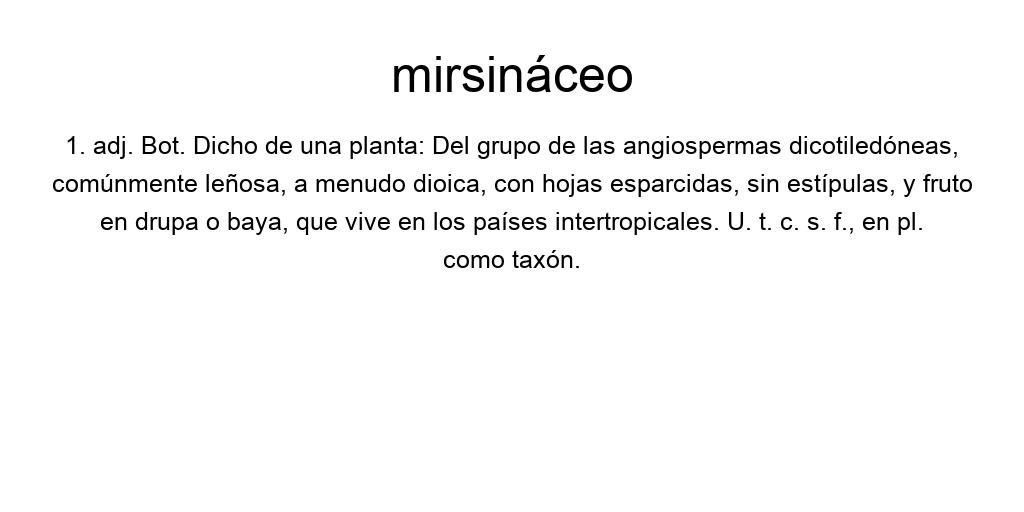 mirsináceo
1. adj. Bot. Dicho de una planta: Del grupo de las angiospermas dicotiledóneas,
comúnmente leñosa, a menudo dioica, con hojas esparcidas, sin estípulas, y fruto
en drupa o baya, que vive en los países intertropicales. U. t. c. s. f., en pl.
como taxón.